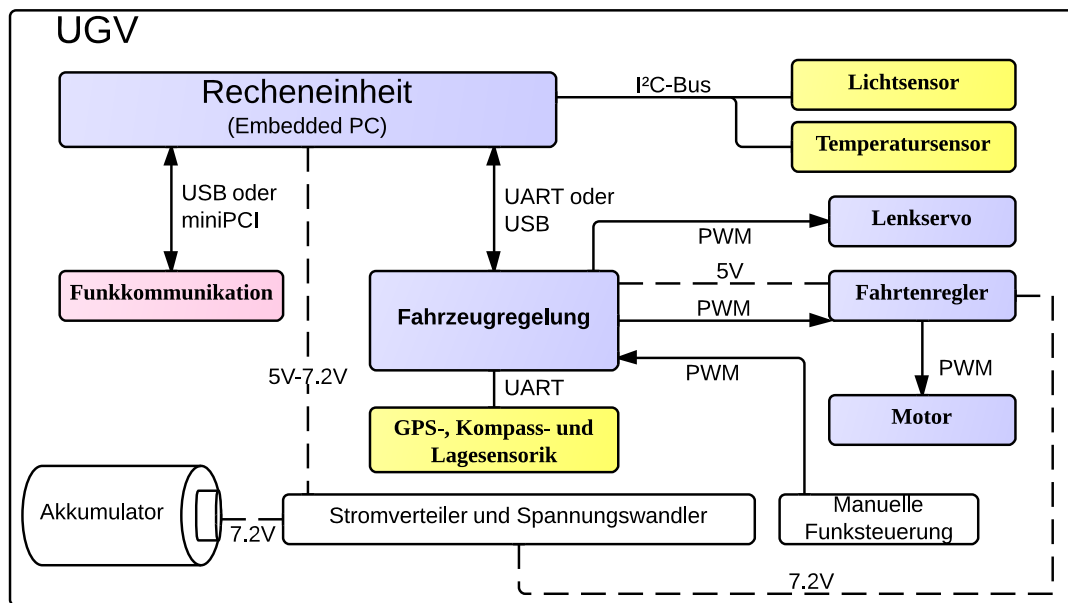 UGV
Recheneinheit
(Embedded PC)
I²C-Bus
Lichtsensor
Temperatursensor
USB oder
miniPCI
UART oder
USB
PWM
Lenkservo
Funkkommunikation
Fahrzeugregelung
5V
PWM
Fahrtenregler
5V-7.2V
UART
PWM
PWM
Motor
GPS-, Kompass- und
Lagesensorik
Akkumulator
7.2V
Stromverteiler und Spannungswandler
Manuelle
Funksteuerung
7.2V